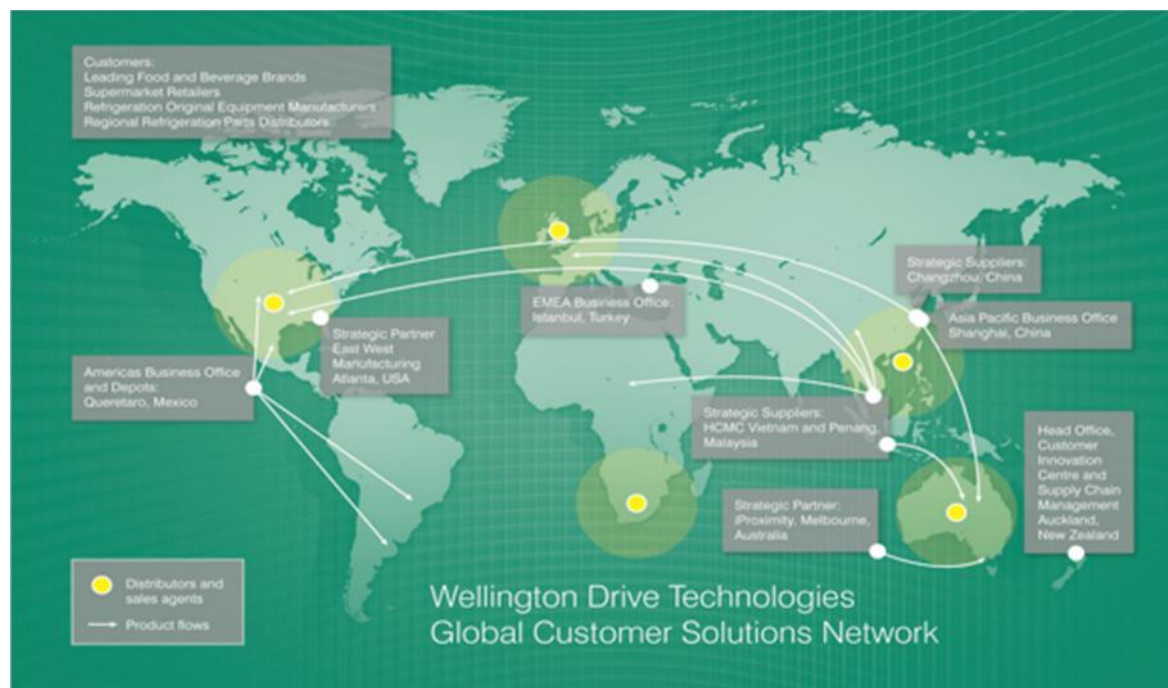 Customers:
Leading Food and Beverage Brands
Supermarket Retailers
Refrigeration Original Equipment Manufacturers
Regional Refrigeration Parts Distributors
Strategic Suppliers:
Changzhou, China
EMEA Business Office:
Istanbul, Turkey
Asia Pacific Business Office
Shanghai, China
Strategic Partner
East West
Manufacturing
Atlanta, USA
Americas Business Office
and Depots:
Queretaro, Mexico
Strategic Suppliers:
HCMC Vietnam and Penang,
Malaysia
Head Office,
Customer
Innovation
Centre and
Supply Chain
Management
Auckland,
New Zealand
Strategic Partner:
iProximity, Melbourne,
Australia
Distributors and
sales agents
Product flows
Wellington Drive Technologies
Global Customer Solutions Network